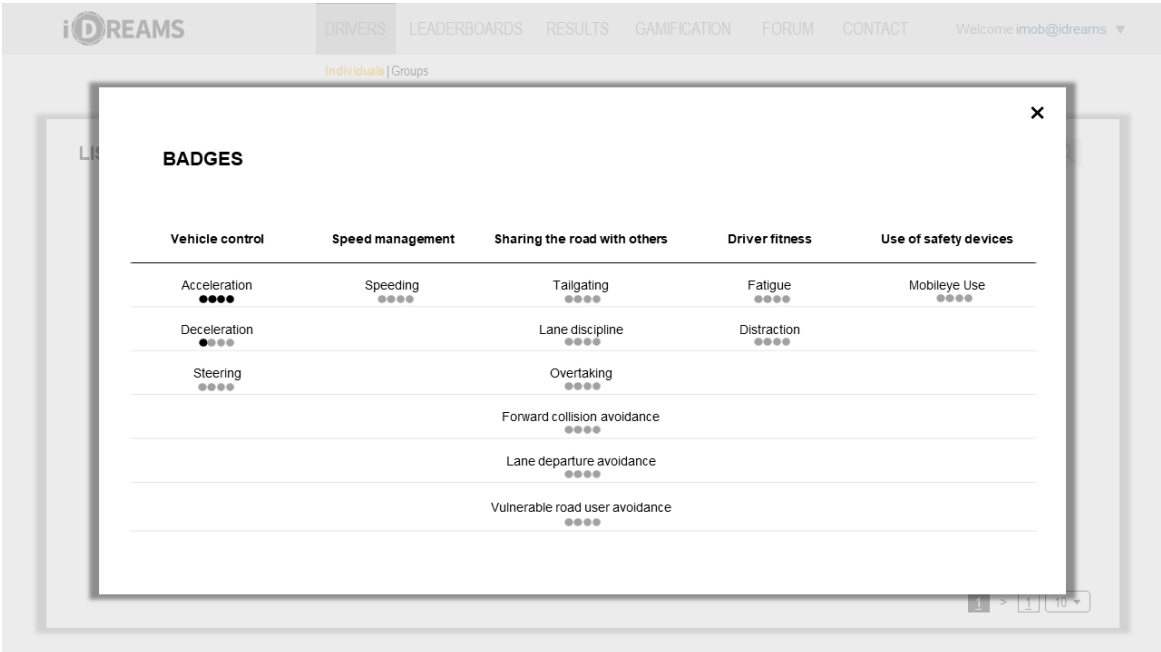 iDREAMS DRIVERS LEADERBOARDS RESULTS GAMIFICATION FORUM CONTACT Welcome imob@idreams ▼
Individuals | Groups
LIS
BADGES
Vehicle control Speed management Sharing the road with others Driver fitness Use of safety devices
Acceleration Speeding Tailgating Fatigue Mobileye Use
Deceleration Lane discipline Distraction
Steering Overtaking
Forward collision avoidance
Lane departure avoidance
Vulnerable road user avoidance
1 > 1 10